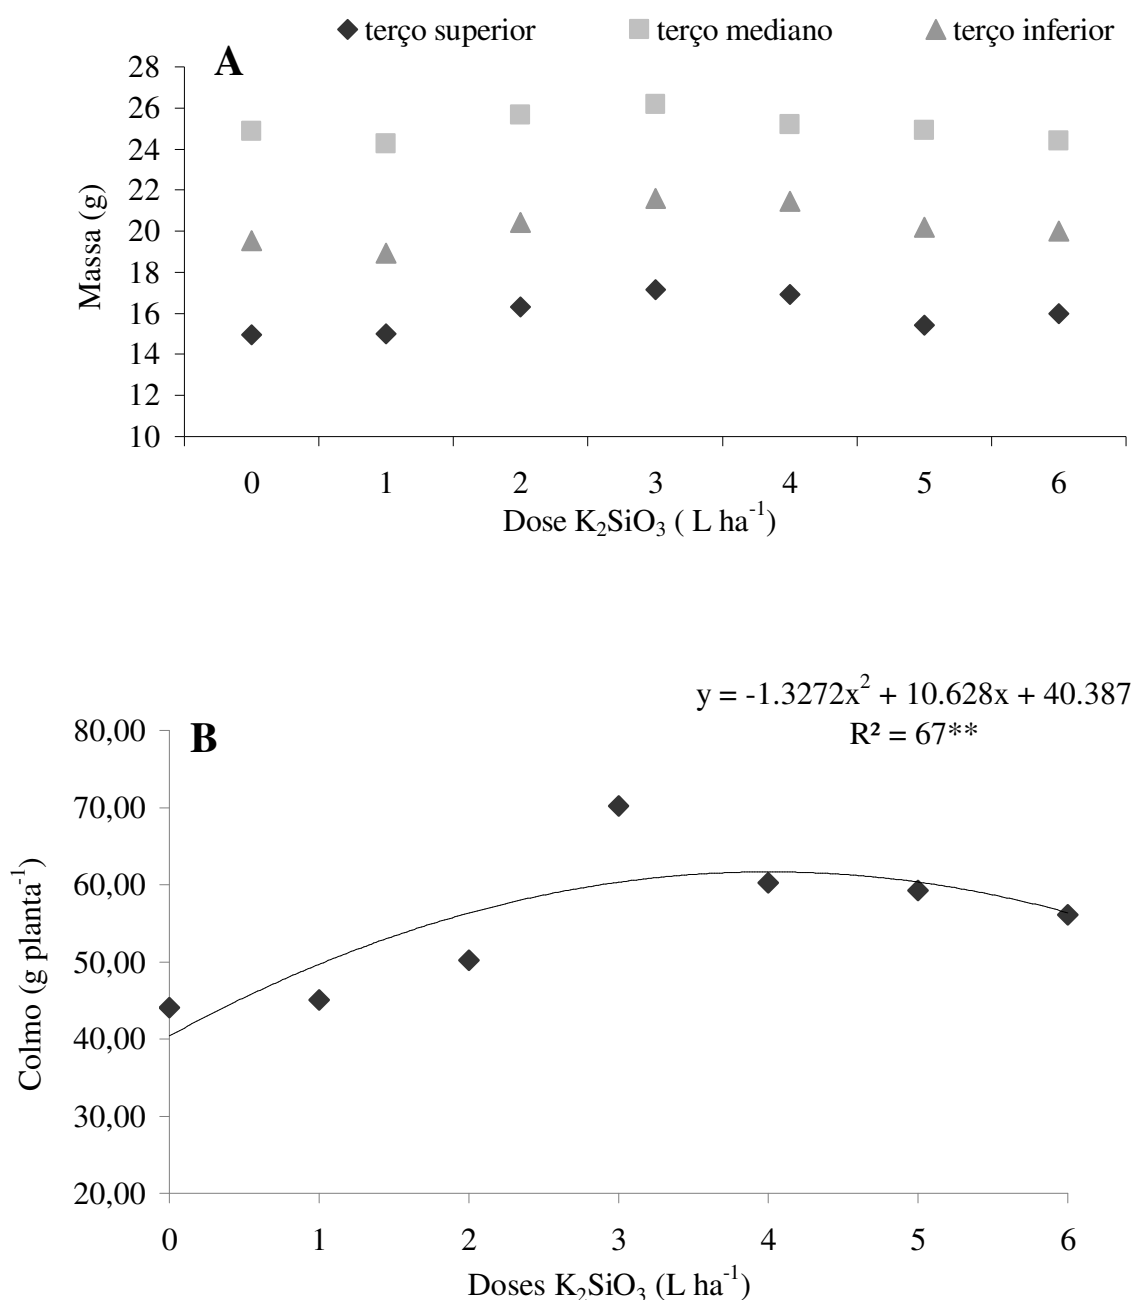 terço superior terço mediano terço inferior
A
28
26
24
22
20
18
16
14
12
10
Massa (g)
0 1 2 3 4 5 6
Dose K₂SiO₃ ( L ha⁻¹)
y = -1.3272x² + 10.628x + 40.387
R² = 67**
B
80,00
70,00
60,00
50,00
40,00
30,00
20,00
Colmo (g planta⁻¹)
0 1 2 3 4 5 6
Doses K₂SiO₃ (L ha⁻¹)